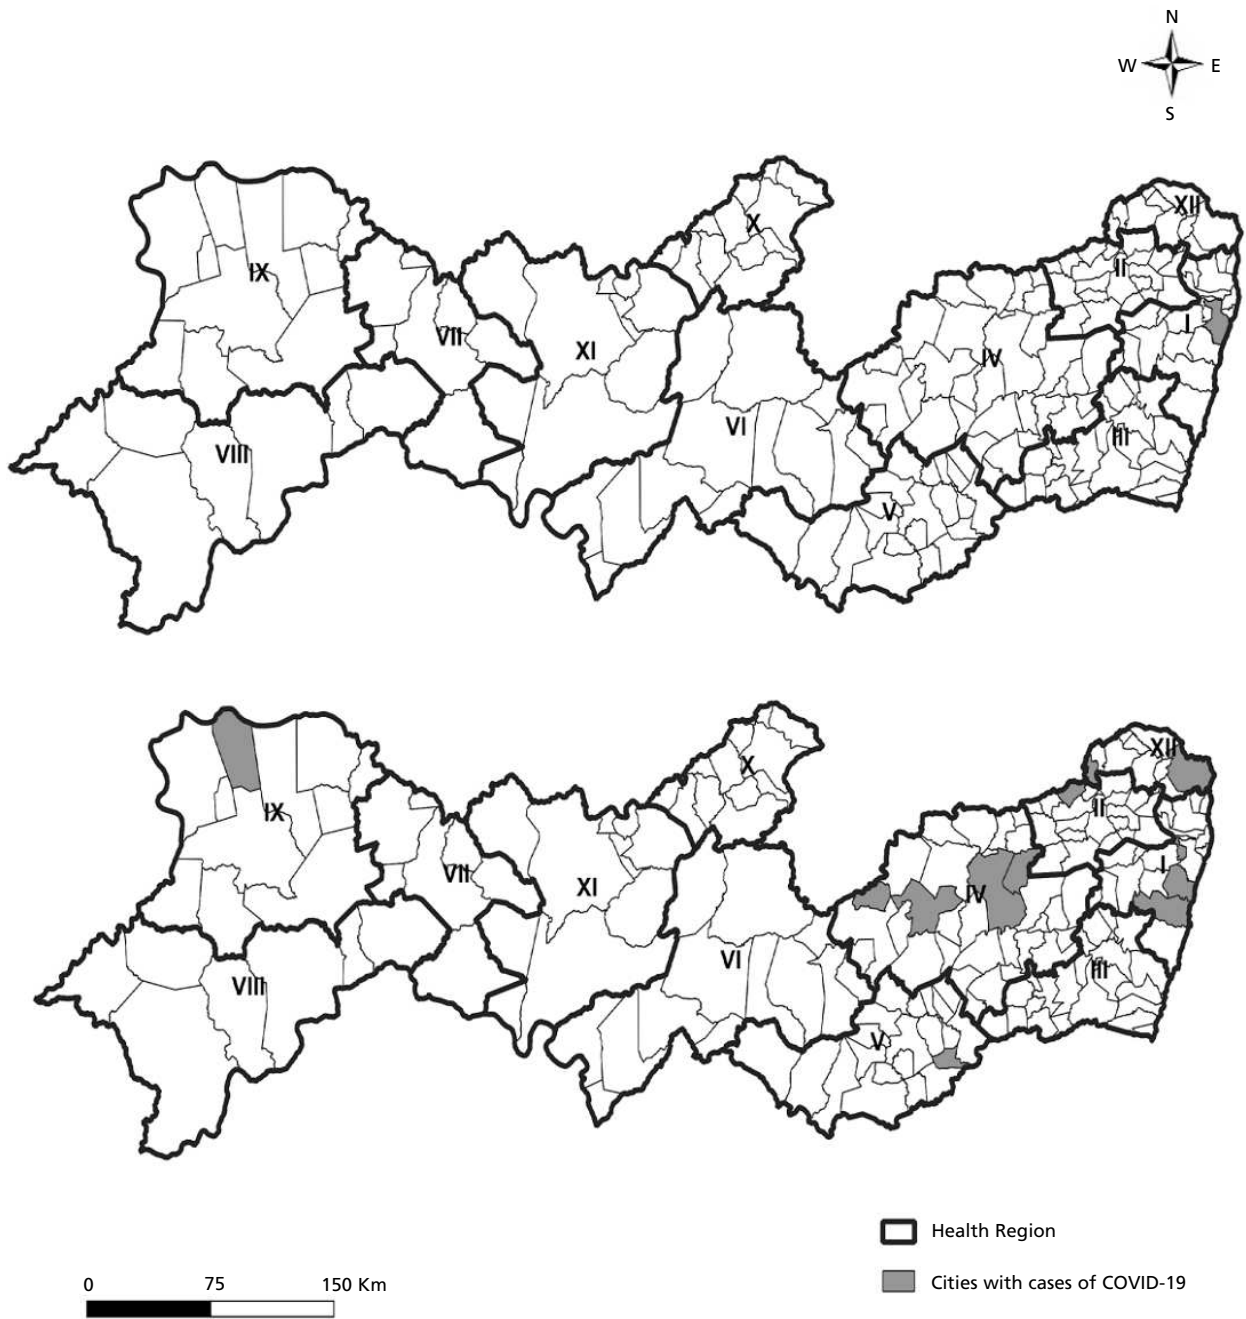 N
W E
S
XII
X
II
IX
I
VII
XI
IV
VI
III
VIII
V
XII
X
II
IX
I
VII
XI
IV
VI
III
VIII
V
Health Region
Cities with cases of COVID-19
0 75 150 Km